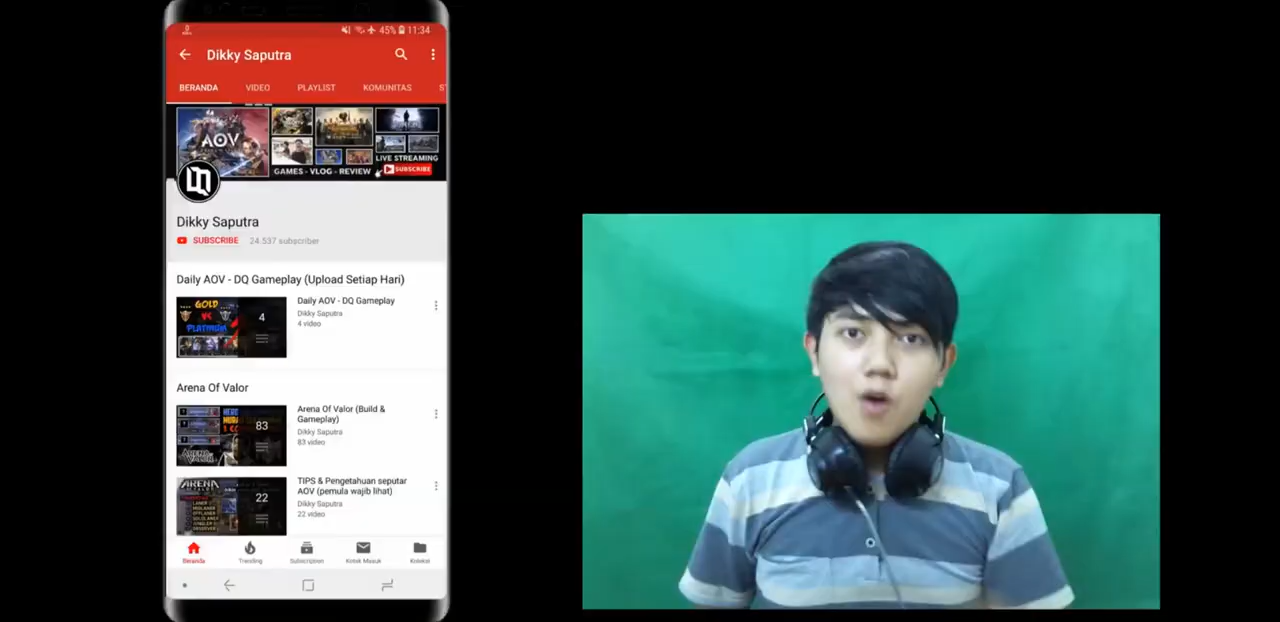 45% 11:34
Dikky Saputra
BERANDA VIDEO PLAYLIST KOMUNITAS
AOV
LIVE STREAMING
GAMES - VLOG - REVIEW SUBSCRIBE
Dikky Saputra
SUBSCRIBE 24.537 subscriber
Daily AOV - DQ Gameplay (Upload Setiap Hari)
GOLD
VS
PLATINUM
4
Daily AOV - DQ Gameplay
Dikky Saputra
4 video
Arena Of Valor
83
Arena Of Valor (Build &
Gameplay)
Dikky Saputra
83 video
ARENA
22
TIPS & Pengetahuan seputar
AOV (pemula wajib lihat)
Dikky Saputra
22 video
Beranda Trending Subscription Kotak Masuk Koleksi